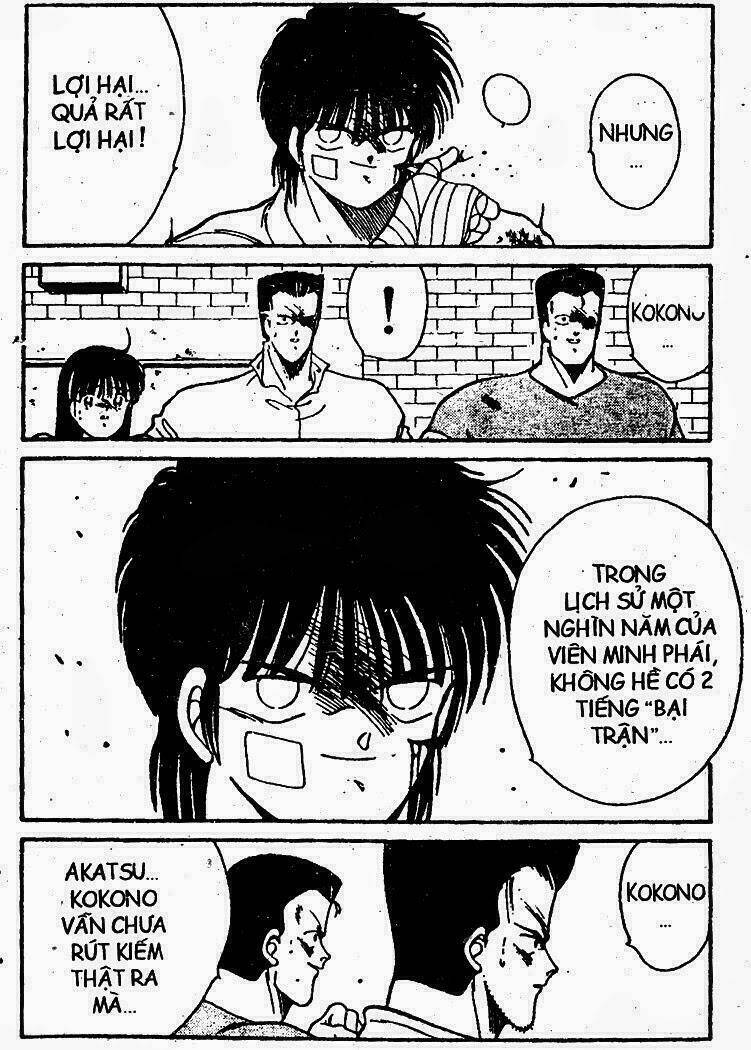 LỢI HẠI...
QUẢ RẤT
LỢI HẠI!
NHƯNG
...
!
KOKONO
...
TRONG
LỊCH SỬ MỘT
NGHÌN NĂM CỦA
VIÊN MINH PHÁI,
KHÔNG HỀ CÓ 2
TIẾNG “BẠI
TRẬN”...
AKATSU...
KOKONO
VẪN CHƯA
RÚT KIẾM
THẬT RA
MÀ...
KOKONO
...